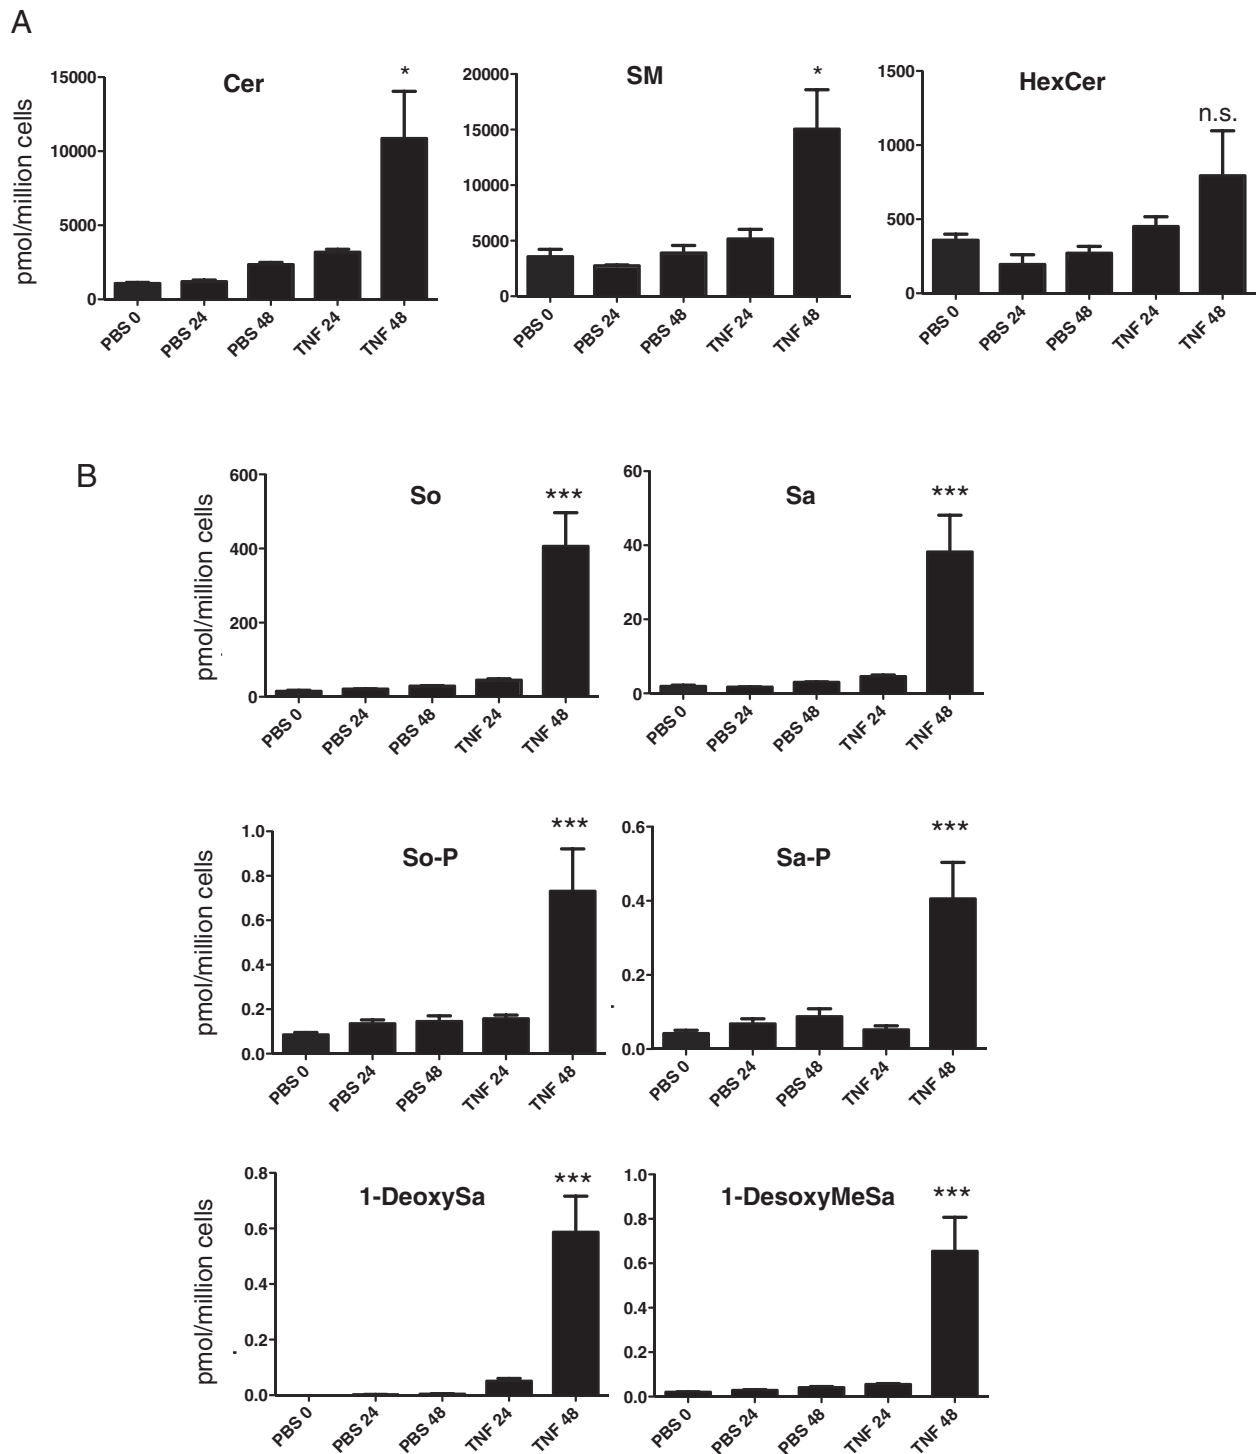 A
Cer
pmol/million cells
15000
10000
5000
0
*
PBS 0
PBS 24
PBS 48
TNF 24
TNF 48
SM
20000
15000
10000
5000
0
*
PBS 0
PBS 24
PBS 48
TNF 24
TNF 48
HexCer
1500
1000
500
0
n.s.
PBS 0
PBS 24
PBS 48
TNF 24
TNF 48
B
So
pmol/million cells
600
400
200
0
***
PBS 0
PBS 24
PBS 48
TNF 24
TNF 48
Sa
60
40
20
0
***
PBS 0
PBS 24
PBS 48
TNF 24
TNF 48
So-P
pmol/million cells
1.0
0.8
0.6
0.4
0.2
0.0
***
PBS 0
PBS 24
PBS 48
TNF 24
TNF 48
Sa-P
0.6
0.4
0.2
0.0
***
PBS 0
PBS 24
PBS 48
TNF 24
TNF 48
1-DeoxySa
pmol/million cells
0.8
0.6
0.4
0.2
0.0
***
PBS 0
PBS 24
PBS 48
TNF 24
TNF 48
1-DesoxyMeSa
1.0
0.8
0.6
0.4
0.2
0.0
***
PBS 0
PBS 24
PBS 48
TNF 24
TNF 48